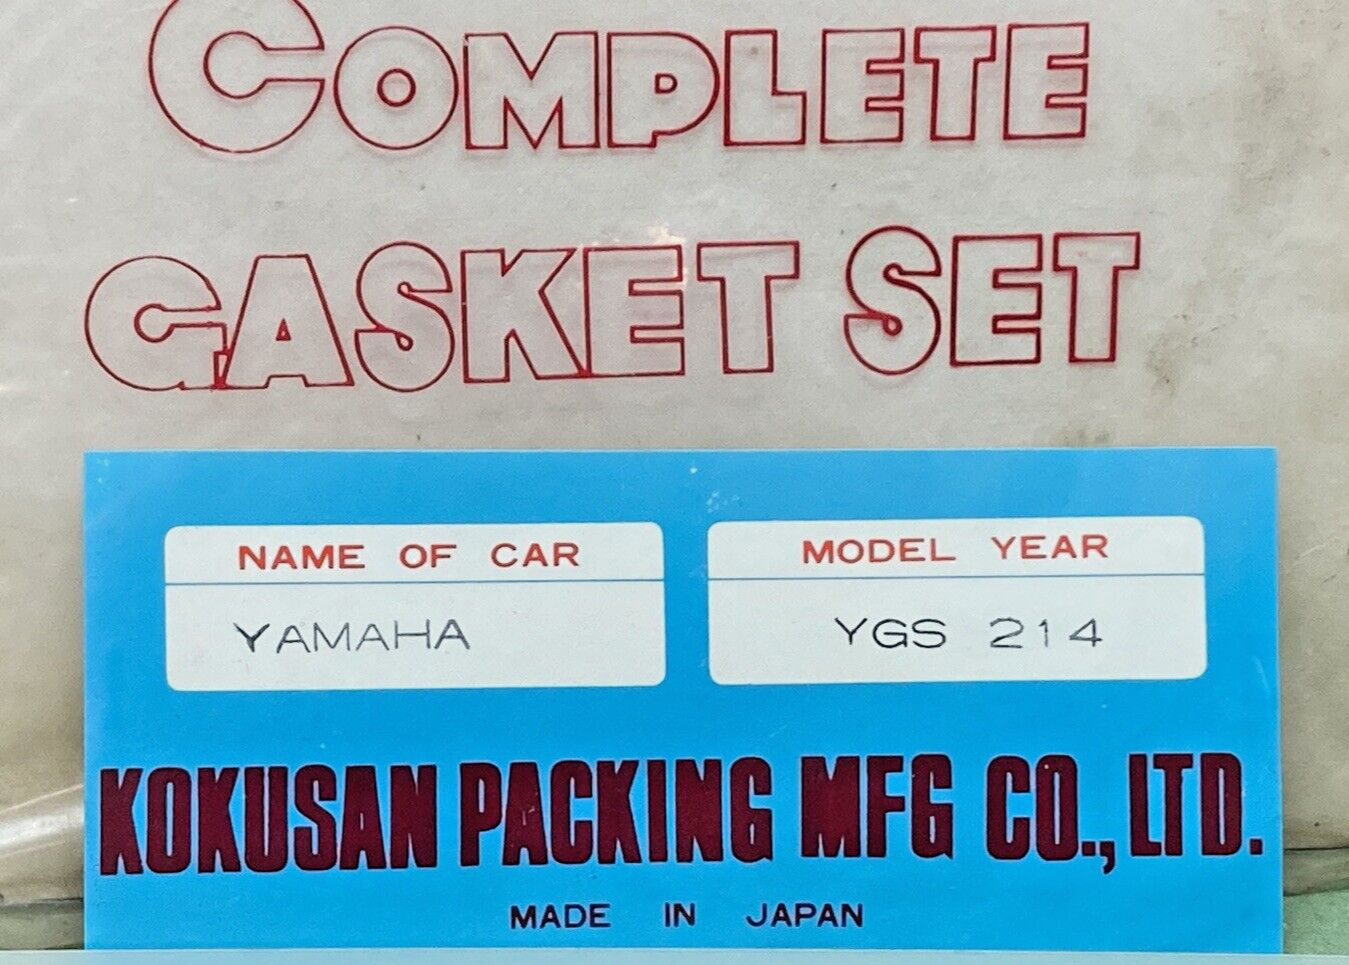 COMPLETE
GASKET SET
NAME OF CAR
YAMAHA
MODEL YEAR
YGS 214
KOKUSAN PACKING MFG CO., LTD.
MADE IN JAPAN